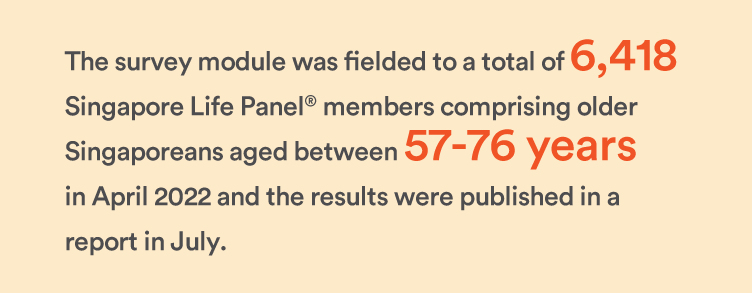 The survey module was fielded to a total of 6,418
Singapore Life Panel® members comprising older
Singaporeans aged between 57-76 years
in April 2022 and the results were published in a
report in July.